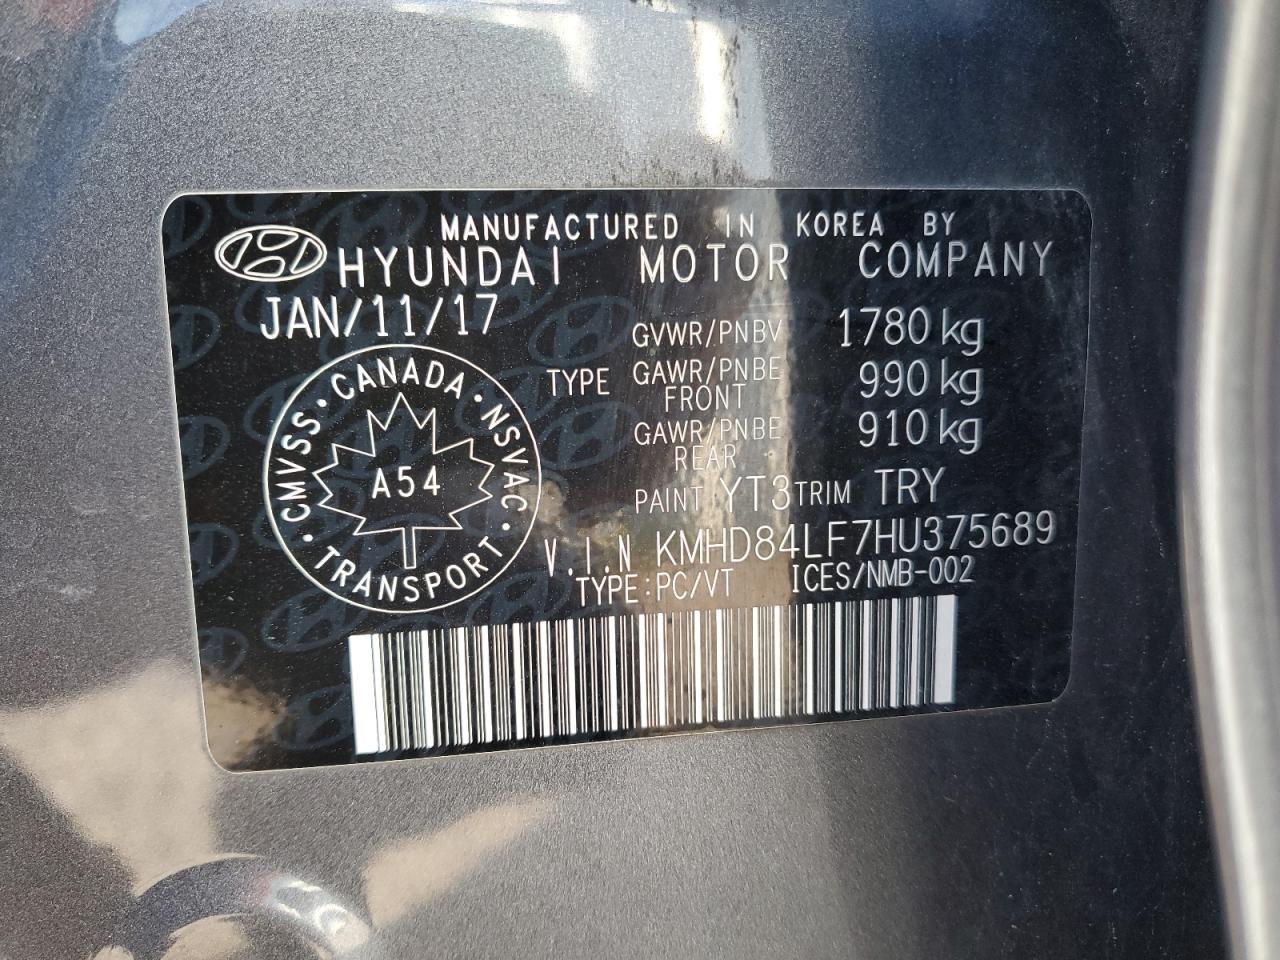 MANUFACTURED IN KOREA BY
HYUNDAI MOTOR COMPANY
JAN/11/17
GVWR/PNBV 1780 kg
TYPE GAWR/PNBE FRONT 990 kg
GAWR/PNBE REAR 910 kg
PAINT YT3 TRIM TRY
V.I.N KMHD84LF7HU375689
TYPE:PC/VT ICES/NMB-002
CMVSS · CANADA · NSVAC · TRANSPORT ·
A54